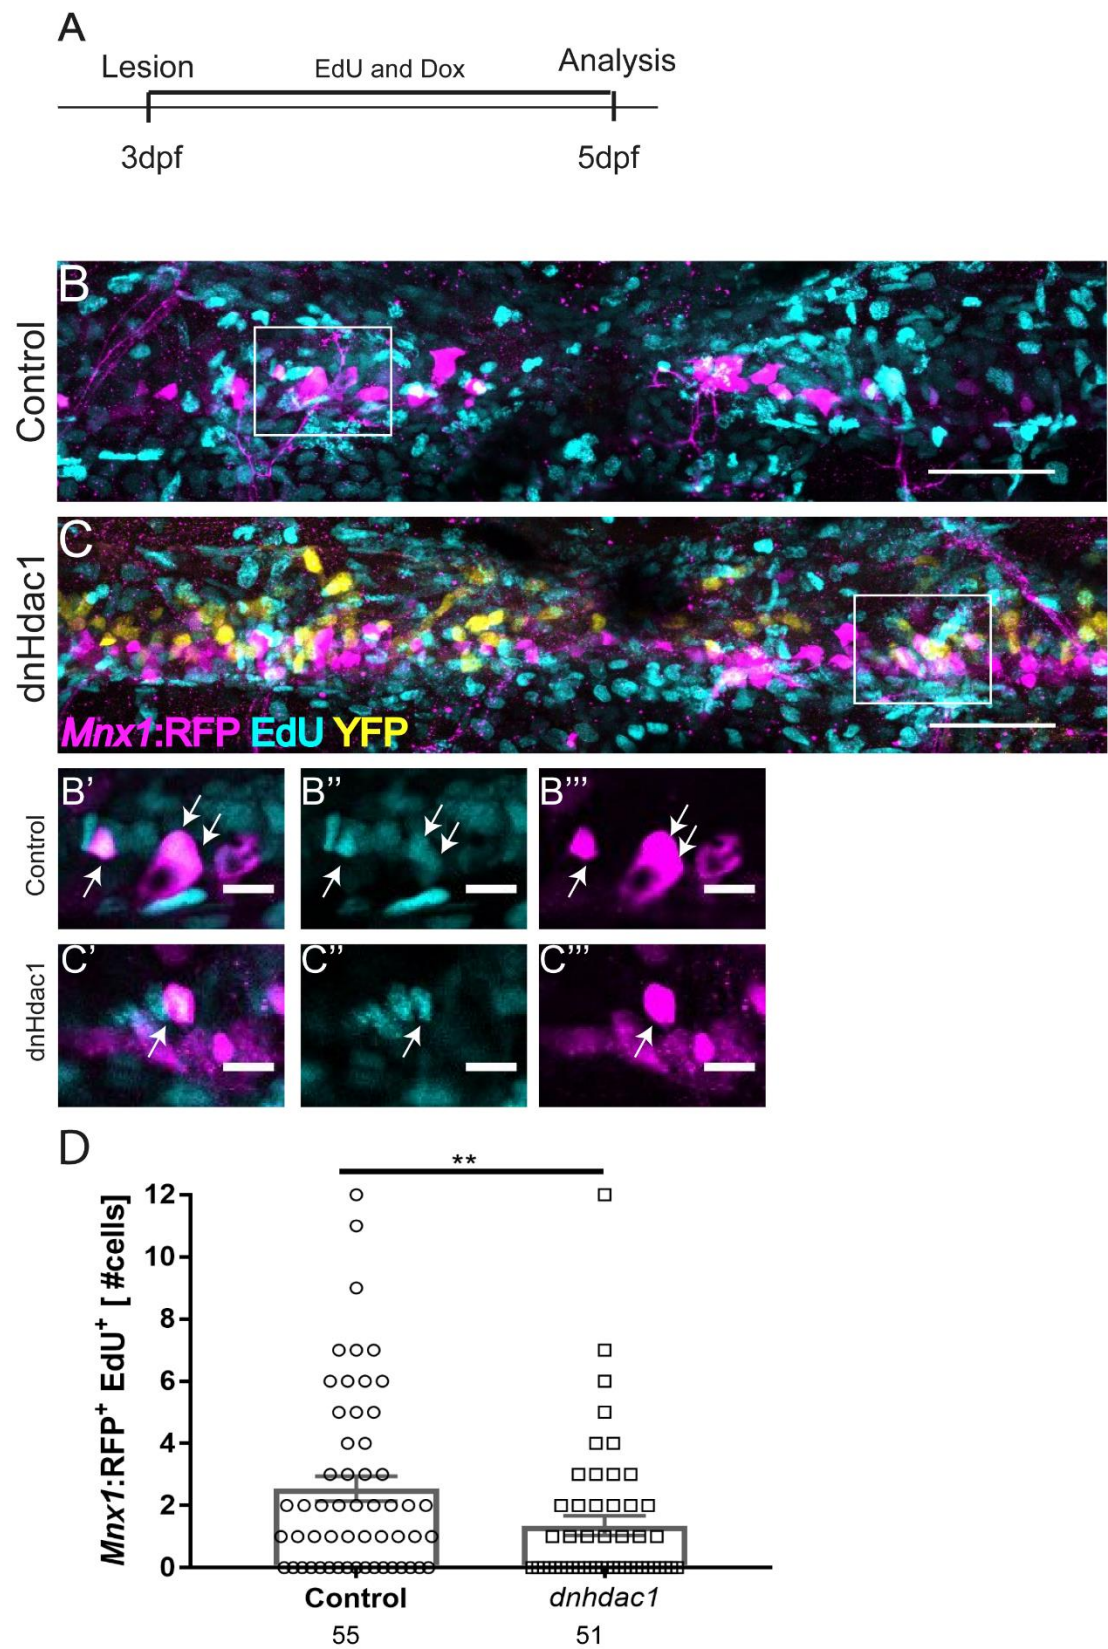 A
Lesion EdU and Dox Analysis
3dpf 5dpf
B
Control
C
dnHdac1
Mnx1:RFP EdU YFP
B’ B’’ B’’’
Control
C’ C’’ C’’’
dnHdac1
D
**
Mnx1:RFP+ EdU+ [ #cells]
12
10
8
6
4
2
0
Control dnhdac1
55 51